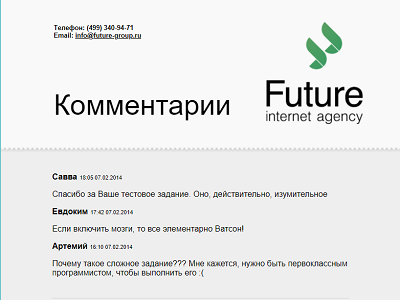 Телефон: (499) 340-94-71
Email: info@future-group.ru
Комментарии
Future
internet agency
Савва 18:05 07.02.2014
Спасибо за Ваше тестовое задание. Оно, действительно, изумительное
Евдоким 17:42 07.02.2014
Если включить мозги, то все элементарно Ватсон!
Артемий 16:10 07.02.2014
Почему такое сложное задание??? Мне кажется, нужно быть первоклассным
программистом, чтобы выполнить его :(